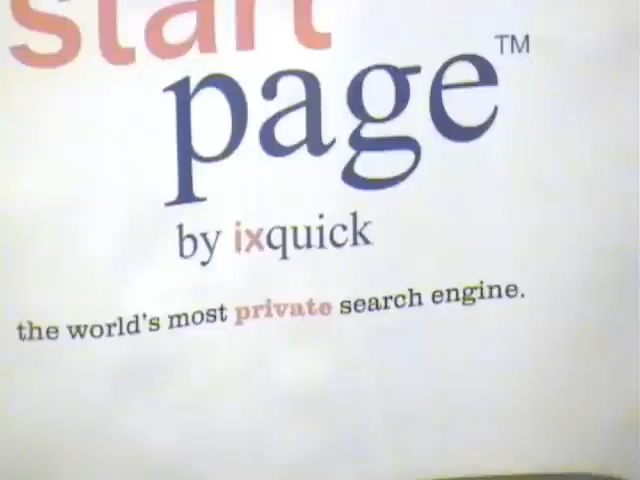 start
page™
by ixquick
the world's most private search engine.